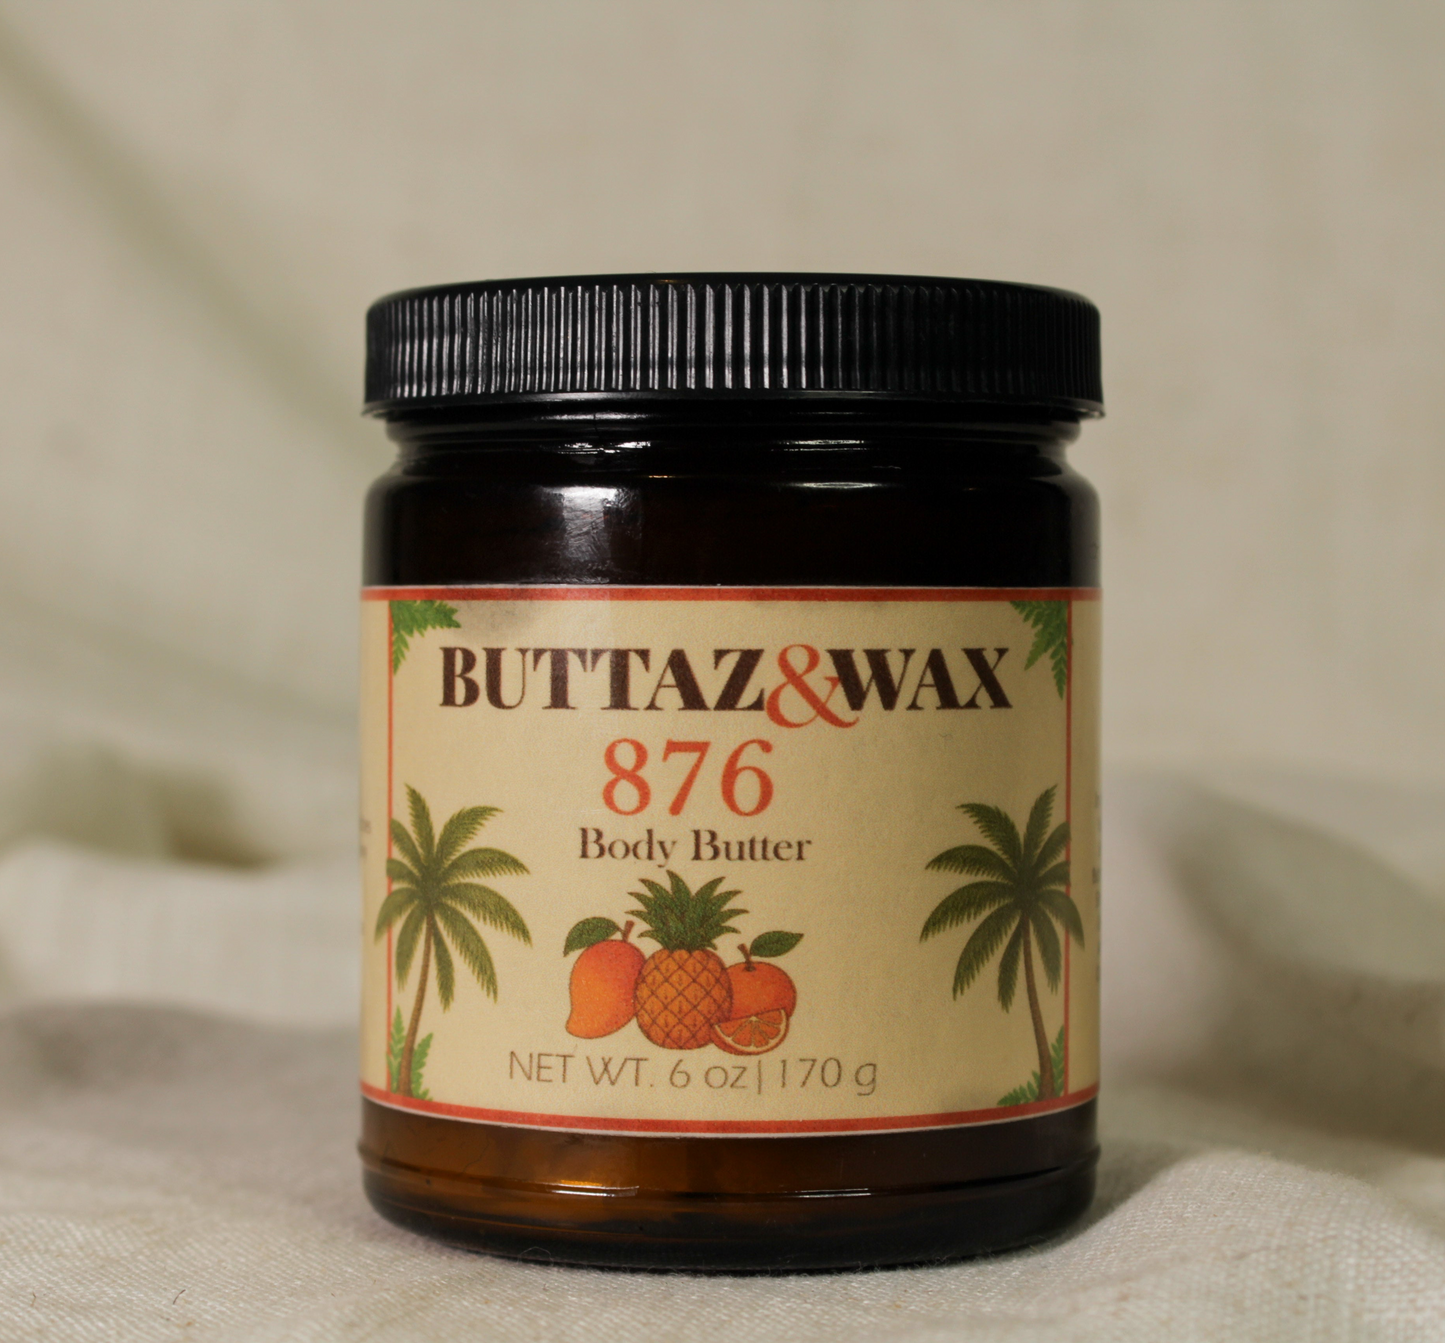 BUTTAZ&WAX
876
Body Butter
NET WT. 6 oz| 170 g